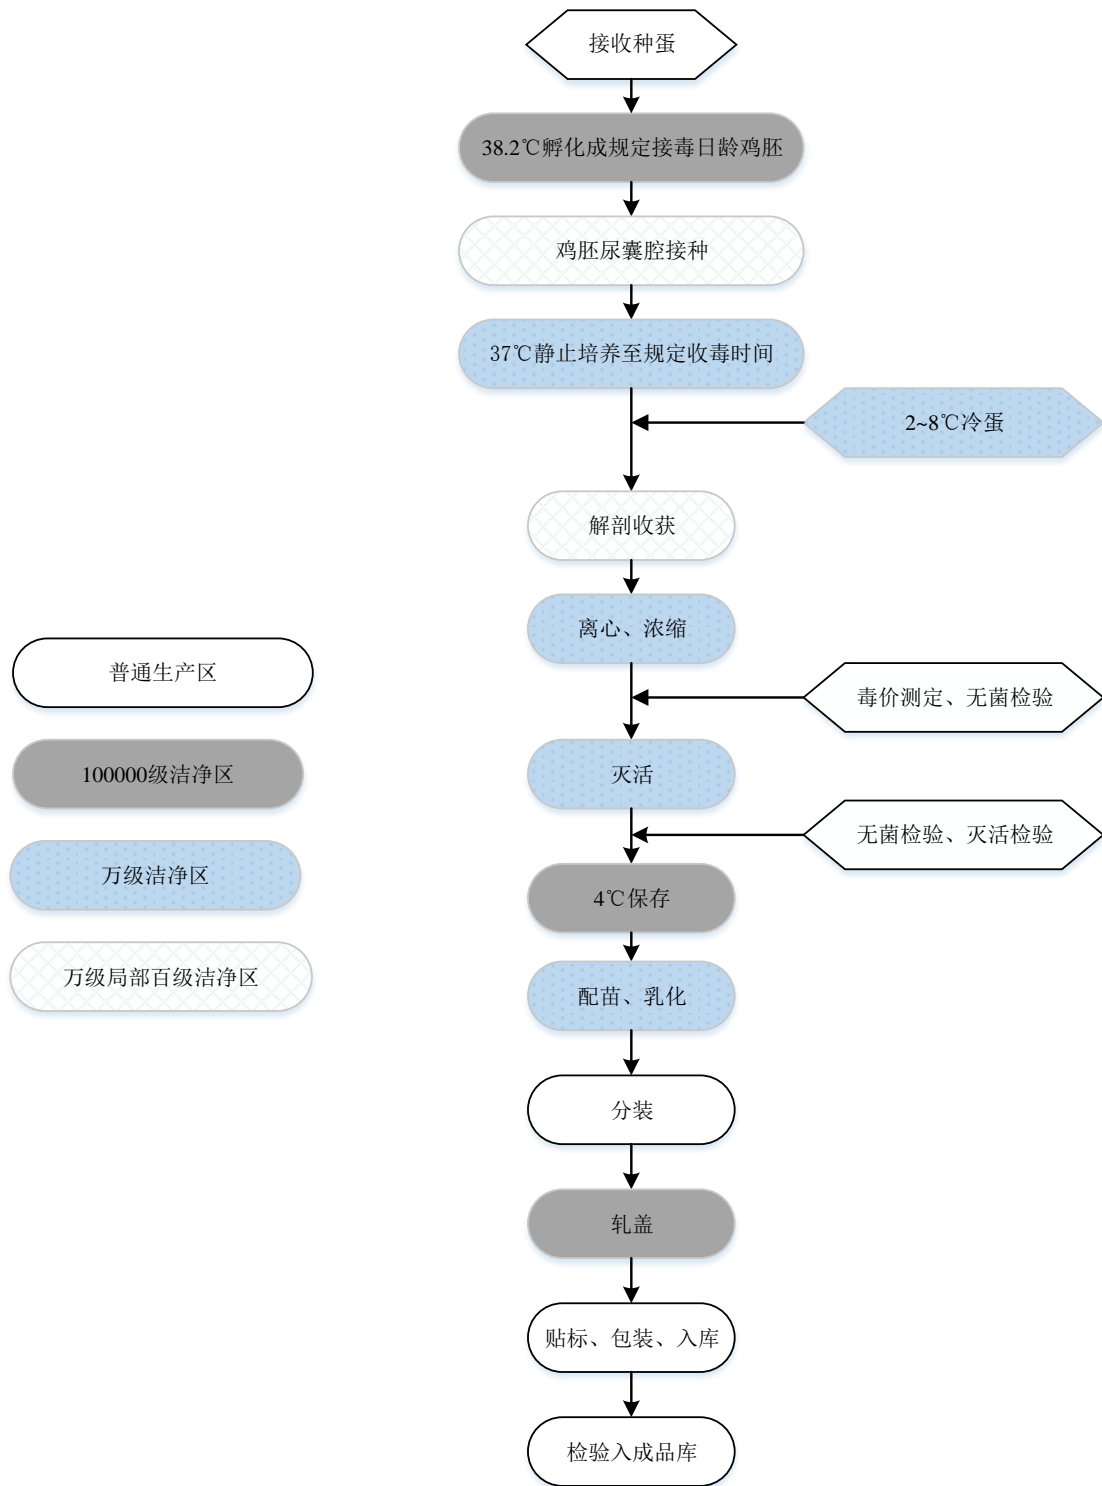 接收种蛋
38.2℃孵化成规定接毒日龄鸡胚
鸡胚尿囊腔接种
37℃静止培养至规定收毒时间
2~8℃冷蛋
解剖收获
离心、浓缩
普通生产区
毒价测定、无菌检验
100000级洁净区
灭活
无菌检验、灭活检验
万级洁净区
4℃保存
万级局部百级洁净区
配苗、乳化
分装
轧盖
贴标、包装、入库
检验入成品库